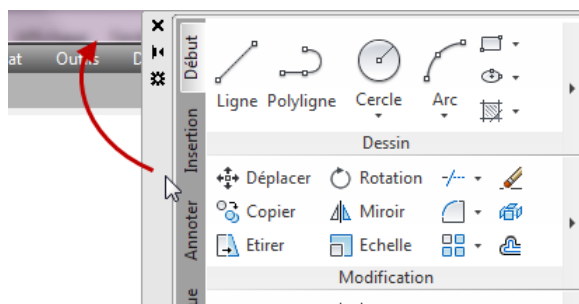 Outils
Début
Ligne Polyligne Cercle Arc
Dessin
Insertion
Déplacer Rotation
Copier Miroir
Etirer Echelle
Annoter
Modification